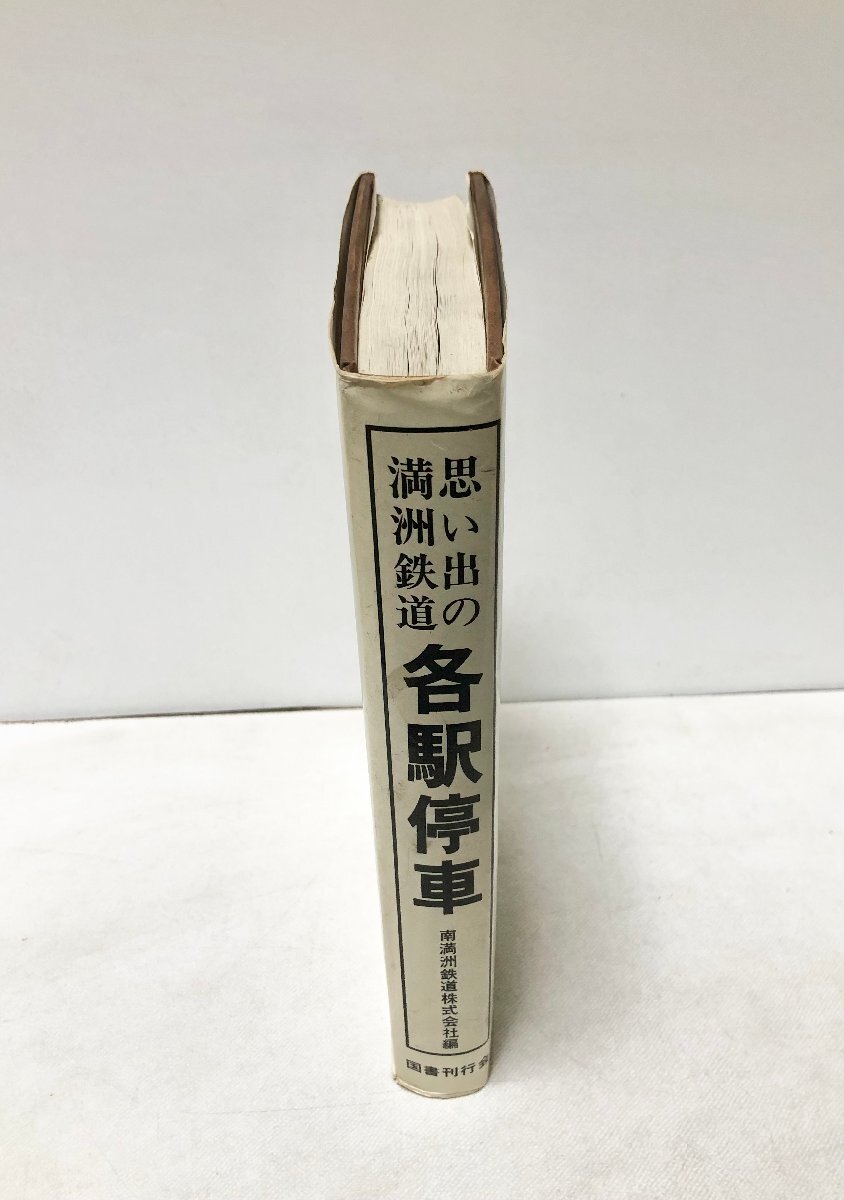 思い出の
満洲鉄道
各駅停車
南満洲鉄道株式会社編
国書刊行会